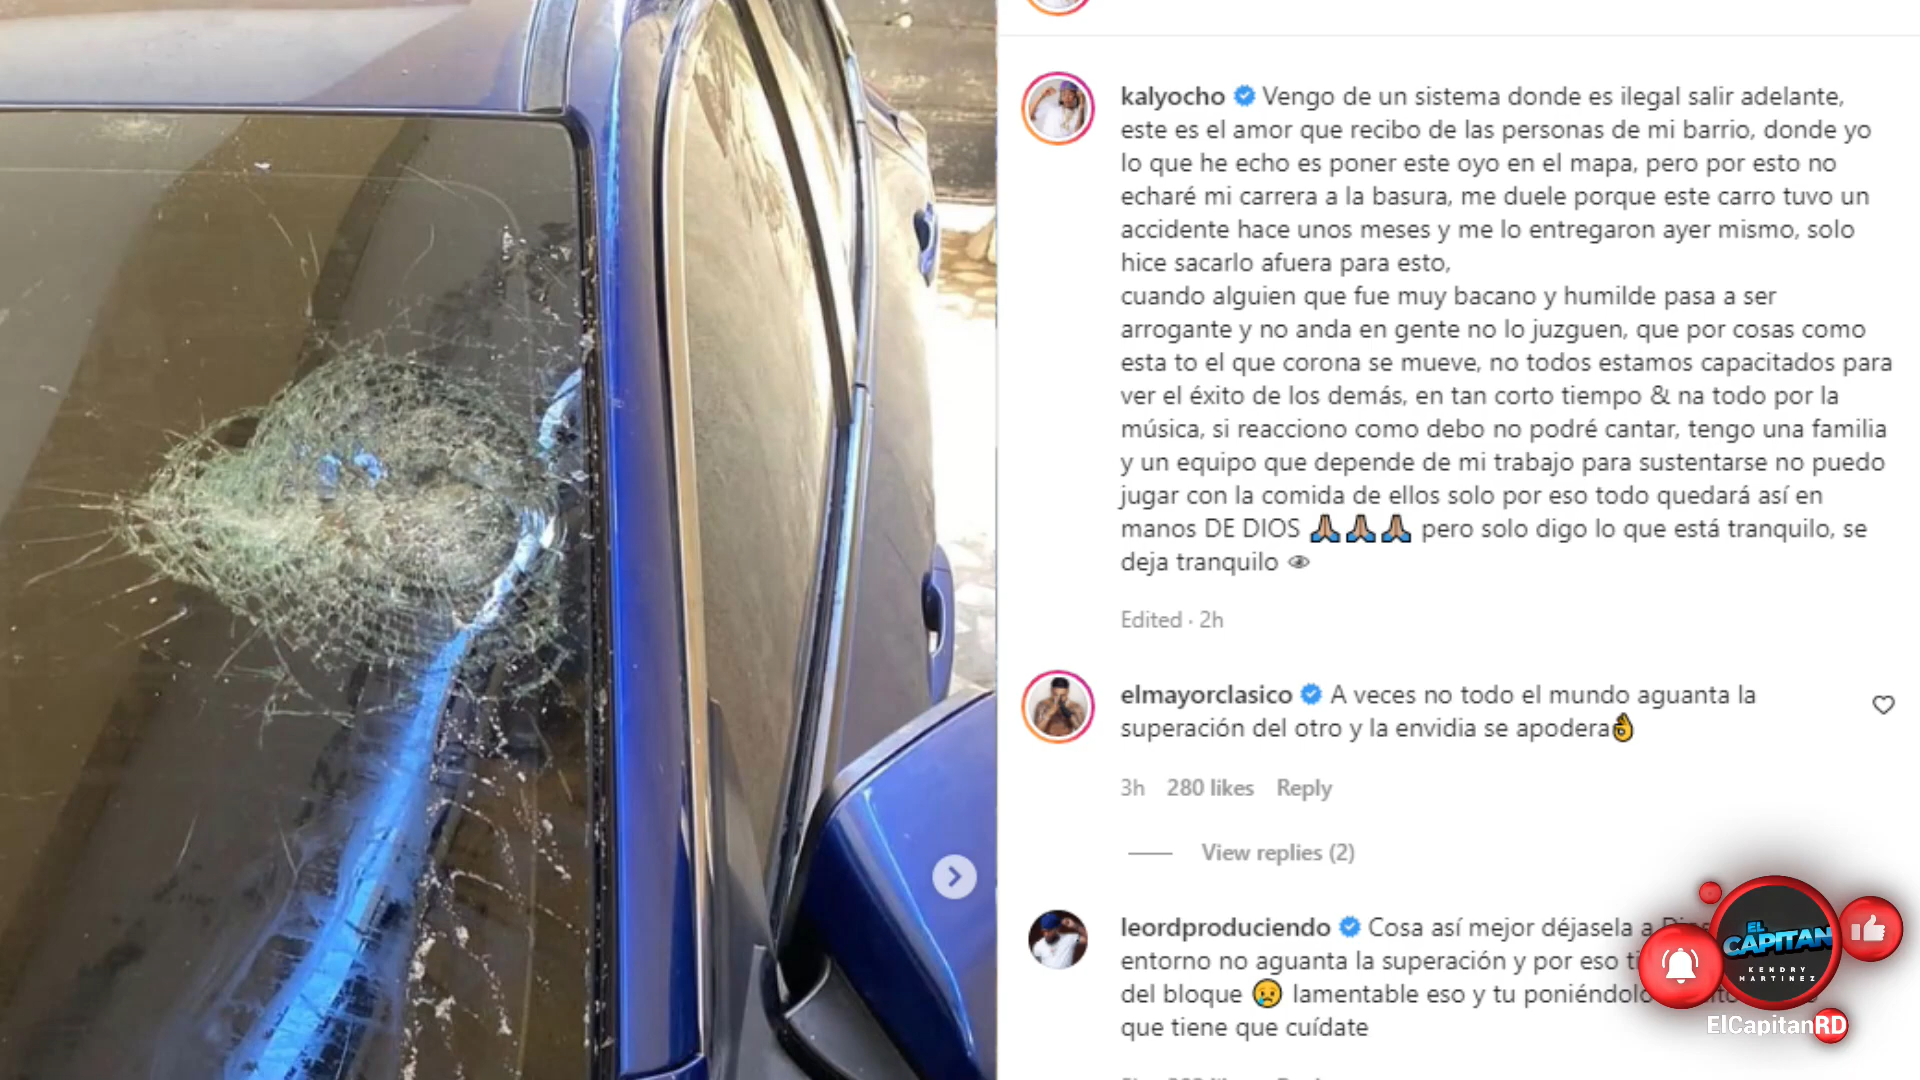 kalyocho Vengo de un sistema donde es ilegal salir adelante,
este es el amor que recibo de las personas de mi barrio, donde yo
lo que he echo es poner este oyo en el mapa, pero por esto no
echaré mi carrera a la basura, me duele porque este carro tuvo un
accidente hace unos meses y me lo entregaron ayer mismo, solo
hice sacarlo afuera para esto,
cuando alguien que fue muy bacano y humilde pasa a ser
arrogante y no anda en gente no lo juzguen, que por cosas como
esta to el que corona se mueve, no todos estamos capacitados para
ver el éxito de los demás, en tan corto tiempo & na todo por la
música, si reacciono como debo no podré cantar, tengo una familia
y un equipo que depende de mi trabajo para sustentarse no puedo
jugar con la comida de ellos solo por eso todo quedará así en
manos DE DIOS 🙏🏽🙏🏽🙏🏽 pero solo digo lo que está tranquilo, se
deja tranquilo 👁
Edited · 2h
elmayorclasico A veces no todo el mundo aguanta la
superación del otro y la envidia se apodera👌
3h 280 likes Reply
View replies (2)
leordproduciendo Cosa así mejor déjasela a
entorno no aguanta la superación y por eso
del bloque 😢 lamentable eso y tu poniéndolo
que tiene que cuídate
EL
CAPITAN
KENDRY
MARTINEZ
ElCapitanRD